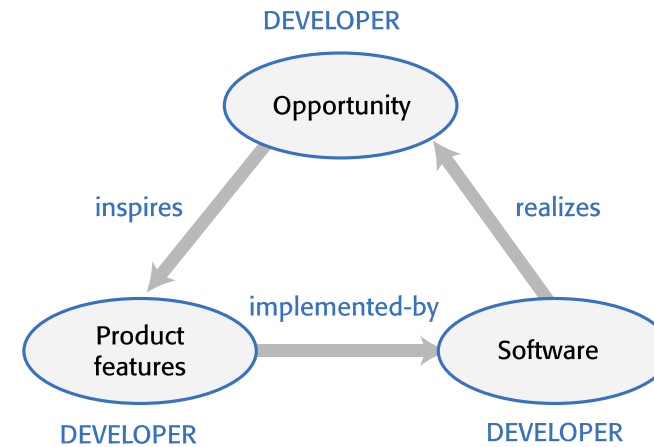 DEVELOPER
Opportunity
inspires
realizes
implemented-by
Product
features
Software
DEVELOPER
DEVELOPER